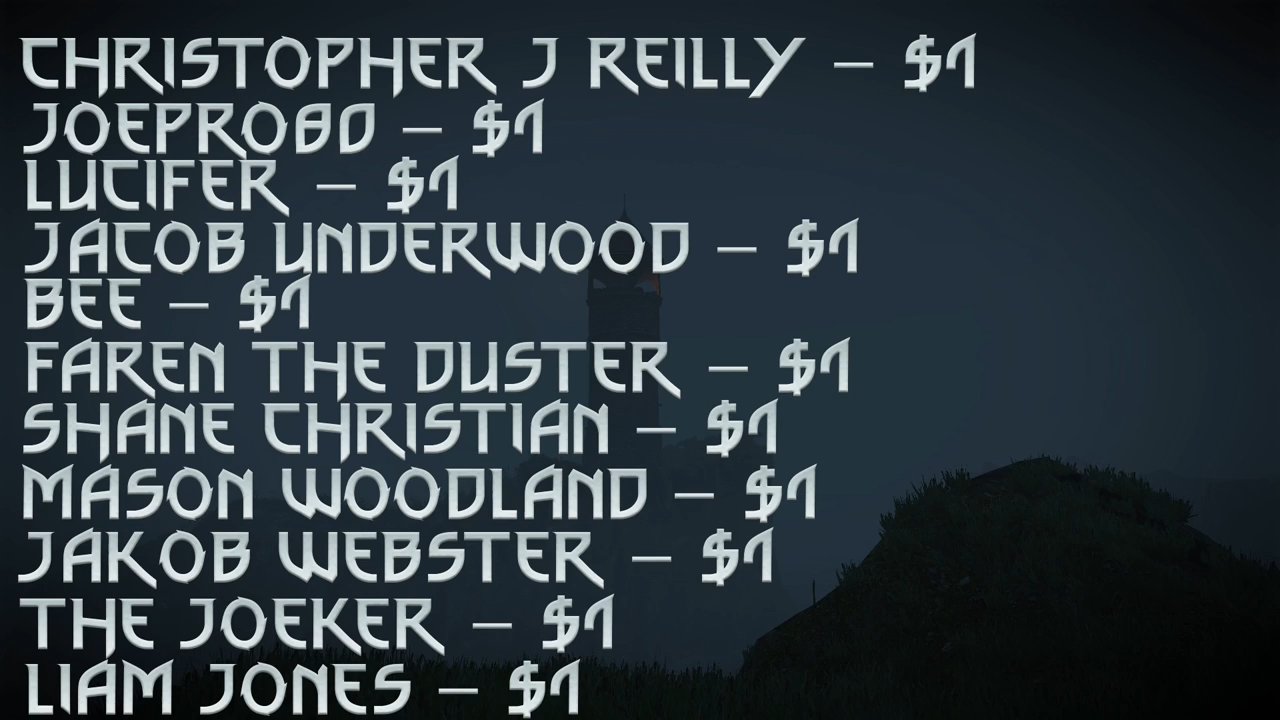 CHRISTOPHER J REILLY – $1
JOEPRO80 – $1
LUCIFER – $1
JACOB UNDERWOOD – $1
BEE – $1
FAREN THE DUSTER – $1
SHANE CHRISTIAN – $1
MASON WOODLAND – $1
JAKOB WEBSTER – $1
THE JOEKER – $1
LIAM JONES – $1